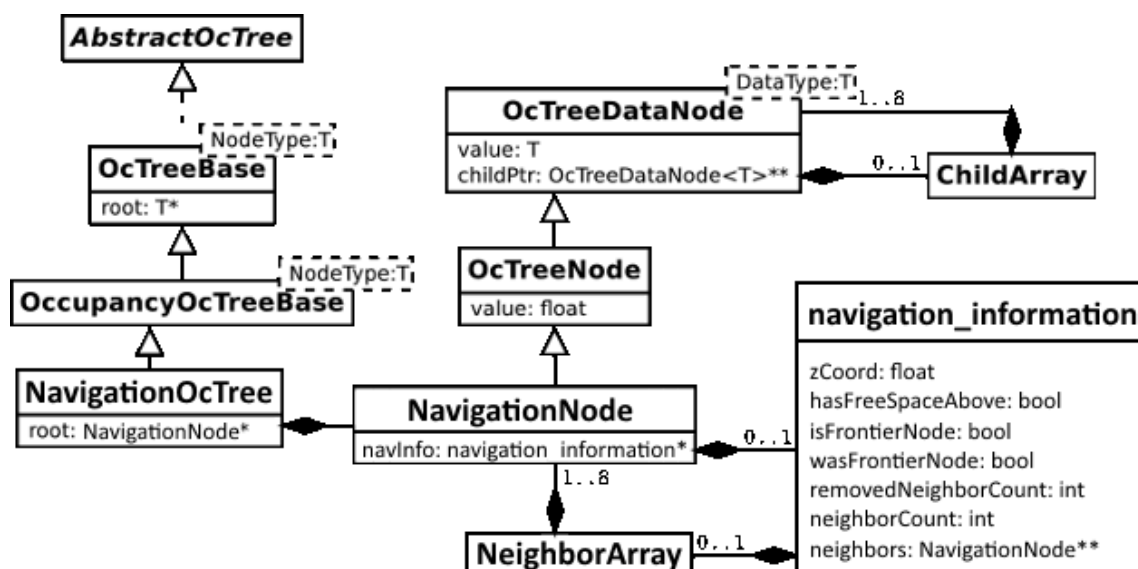 AbstractOcTree
NodeType:T
OcTreeBase
root: T*
NodeType:T
OccupancyOcTreeBase
NavigationOcTree
root: NavigationNode*
DataType:T
OcTreeDataNode
value: T
childPtr: OcTreeDataNode<T>**
1..8
0..1
ChildArray
OcTreeNode
value: float
NavigationNode
navInfo: navigation_information*
0..1
1..8
NeighborArray
0..1
navigation_information
zCoord: float
hasFreeSpaceAbove: bool
isFrontierNode: bool
wasFrontierNode: bool
removedNeighborCount: int
neighborCount: int
neighbors: NavigationNode**